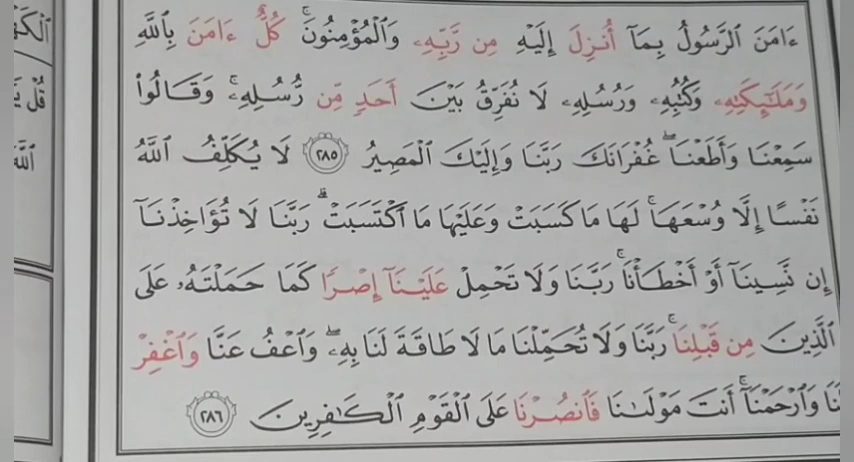 ءَامَنَ ٱلرَّسُولُ بِمَآ أُنزِلَ إِلَيْهِ مِن رَّبِّهِۦ وَٱلْمُؤْمِنُونَ ۚ كُلٌّ ءَامَنَ بِٱللَّهِ
وَمَلَٰٓئِكَتِهِۦ وَكُتُبِهِۦ وَرُسُلِهِۦ لَا نُفَرِّقُ بَيْنَ أَحَدٍ مِّن رُّسُلِهِۦ ۚ وَقَالُوا۟
سَمِعْنَا وَأَطَعْنَا ۖ غُفْرَانَكَ رَبَّنَا وَإِلَيْكَ ٱلْمَصِيرُ ٢٨٥ لَا يُكَلِّفُ ٱللَّهُ
نَفْسًا إِلَّا وُسْعَهَا ۚ لَهَا مَا كَسَبَتْ وَعَلَيْهَا مَا ٱكْتَسَبَتْ ۗ رَبَّنَا لَا تُؤَاخِذْنَآ
إِن نَّسِينَآ أَوْ أَخْطَأْنَا ۚ رَبَّنَا وَلَا تَحْمِلْ عَلَيْنَآ إِصْرًا كَمَا حَمَلْتَهُۥ عَلَى
ٱلَّذِينَ مِن قَبْلِنَا ۚ رَبَّنَا وَلَا تُحَمِّلْنَا مَا لَا طَاقَةَ لَنَا بِهِۦ ۖ وَٱعْفُ عَنَّا وَٱغْفِرْ
نَا وَٱرْحَمْنَآ ۚ أَنتَ مَوْلَىٰنَا فَٱنصُرْنَا عَلَى ٱلْقَوْمِ ٱلْكَٰفِرِينَ ٢٨٦
قُلْ
ٱللَّهَ